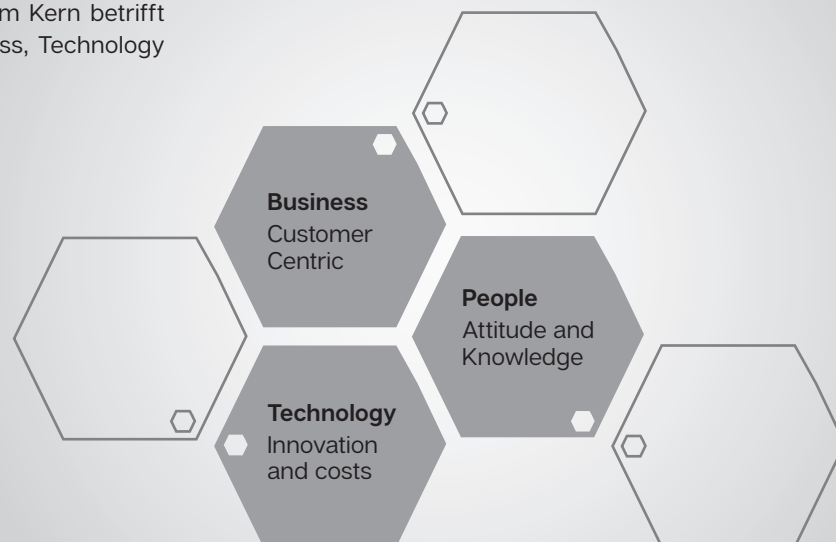 m Kern betrifft
ss, Technology
Business
Customer
Centric
People
Attitude and
Knowledge
Technology
Innovation
and costs